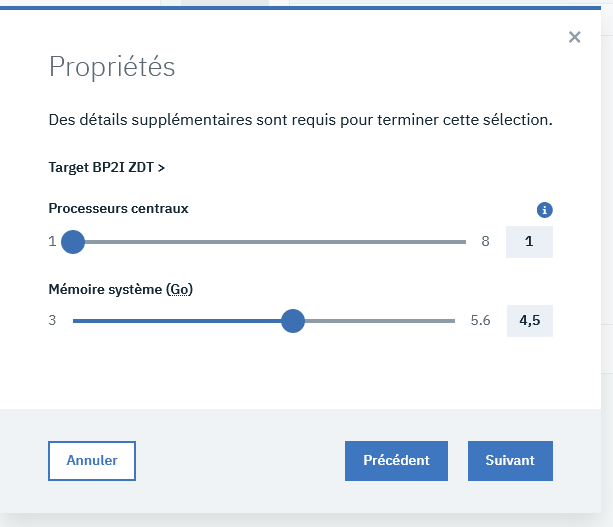 Propriétés
Des détails supplémentaires sont requis pour terminer cette sélection.
Target BP2I ZDT >
Processeurs centraux
1 8 1
Mémoire système (Go)
3 5.6 4,5
Annuler Précédent Suivant